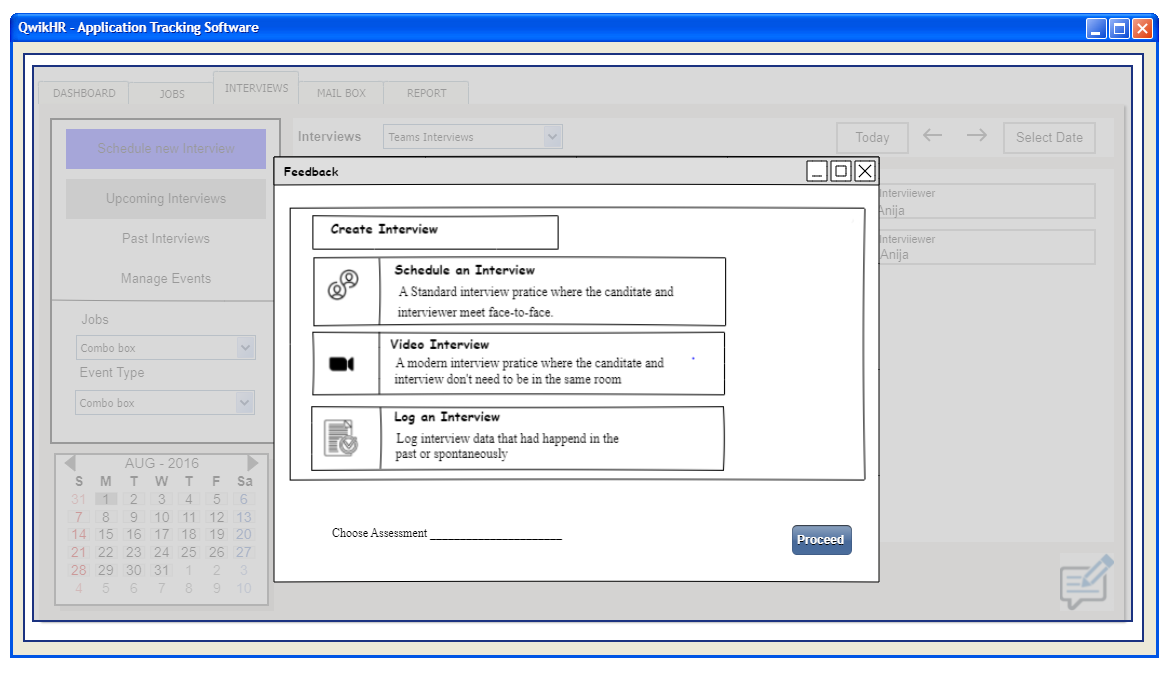 QwikHR - Application Tracking Software
DASHBOARD
JOBS
INTERVIEWS
MAIL BOX
REPORT
Schedule new Interview
Upcoming Interviews
Past Interviews
Manage Events
Jobs
Combo box
Event Type
Combo box
AUG - 2016
S M T W T F Sa
31 1 2 3 4 5 6
7 8 9 10 11 12 13
14 15 16 17 18 19 20
21 22 23 24 25 26 27
28 29 30 31 1 2 3
4 5 6 7 8 9 10
Interviews
Teams Interviews
Today
Select Date
Interviiewer
Anija
Interviiewer
Anija
Feedback
Create Interview
Schedule an Interview
A Standard interview pratice where the canditate and
interviewer meet face-to-face.
Video Interview
A modern interview pratice where the canditate and
interview don't need to be in the same room
Log an Interview
Log interview data that had happend in the
past or spontaneously
Choose Assessment ______________________
Proceed